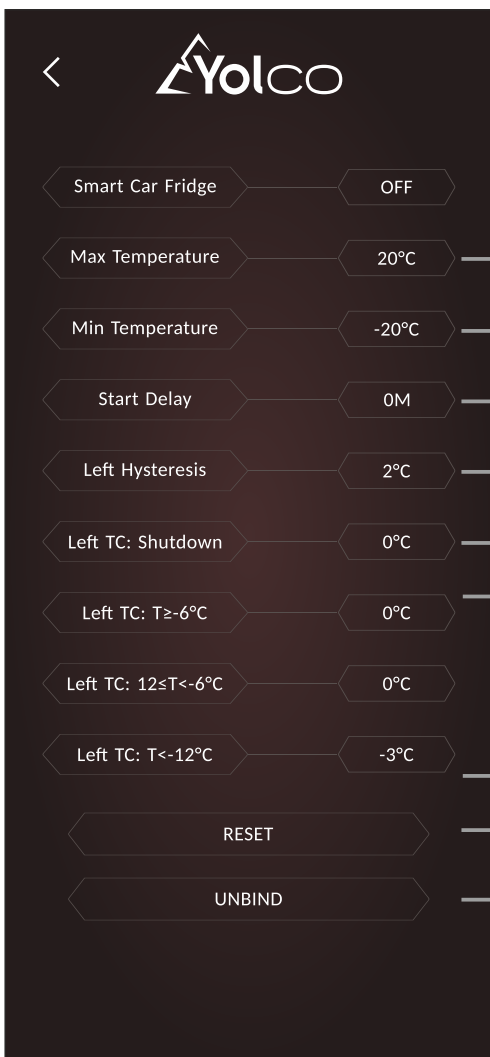 Yolco
Smart Car Fridge OFF
Max Temperature 20°C
Min Temperature -20°C
Start Delay 0M
Left Hysteresis 2°C
Left TC: Shutdown 0°C
Left TC: T≥-6°C 0°C
Left TC: 12≤T<-6°C 0°C
Left TC: T<-12°C -3°C
RESET
UNBIND